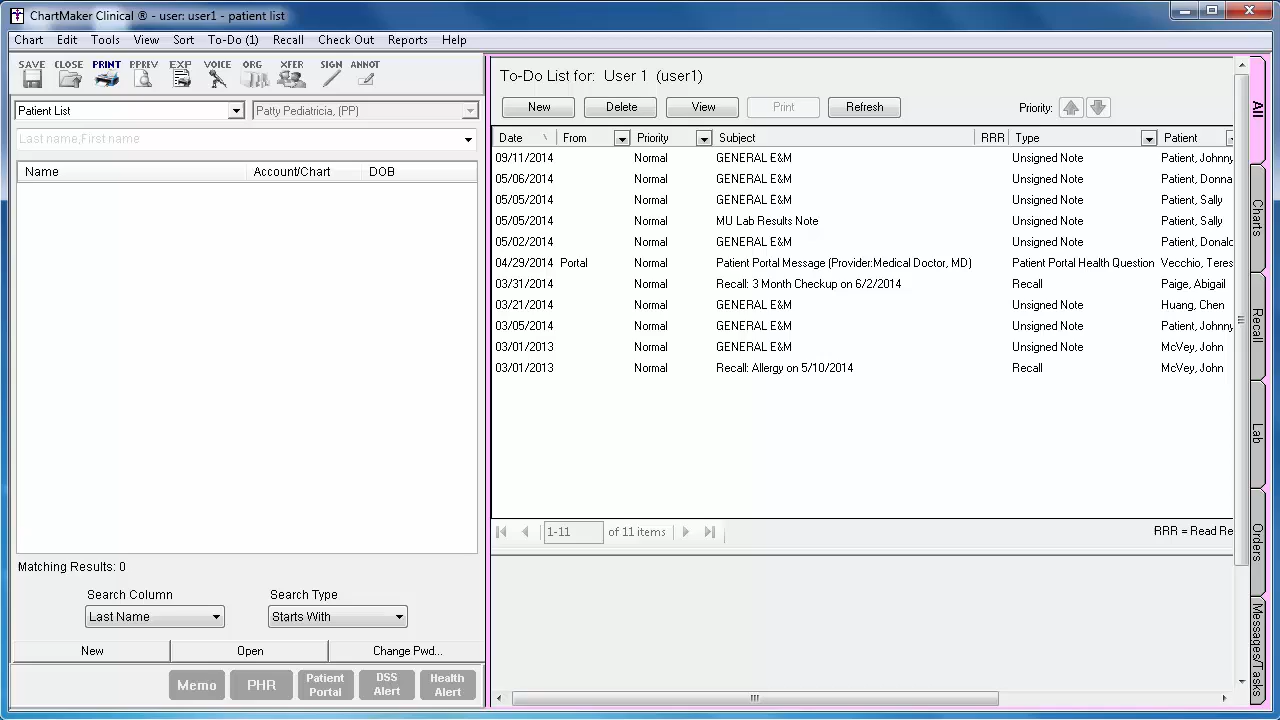 ChartMaker Clinical ® - user: user1 - patient list
Chart Edit Tools View Sort To-Do (1) Recall Check Out Reports Help
SAVE CLOSE PRINT PPREV EXP VOICE ORG XFER SIGN ANNOT
Patient List Patty Pediatricia, (PP)
Last name,First name
Name Account/Chart DOB
Matching Results: 0
Search Column Search Type
Last Name Starts With
New Open Change Pwd...
Memo PHR Patient Portal DSS Alert Health Alert
To-Do List for: User 1 (user1)
New Delete View Print Refresh Priority:
Date From Priority Subject RRR Type Patient
09/11/2014 Normal GENERAL E&M Unsigned Note Patient, Johnny
05/06/2014 Normal GENERAL E&M Unsigned Note Patient, Donna
05/05/2014 Normal GENERAL E&M Unsigned Note Patient, Sally
05/05/2014 Normal MU Lab Results Note Unsigned Note Patient, Sally
05/02/2014 Normal GENERAL E&M Unsigned Note Patient, Donald
04/29/2014 Portal Normal Patient Portal Message (Provider:Medical Doctor, MD) Patient Portal Health Question Vecchio, Teres
03/31/2014 Normal Recall: 3 Month Checkup on 6/2/2014 Recall Paige, Abigail
03/21/2014 Normal GENERAL E&M Unsigned Note Huang, Chen
03/05/2014 Normal GENERAL E&M Unsigned Note Patient, Johnny
03/01/2013 Normal GENERAL E&M Unsigned Note McVey, John
03/01/2013 Normal Recall: Allergy on 5/10/2014 Recall McVey, John
1-11 of 11 items RRR = Read Re
All
Charts
Recall
Lab
Orders
Messages/Tasks